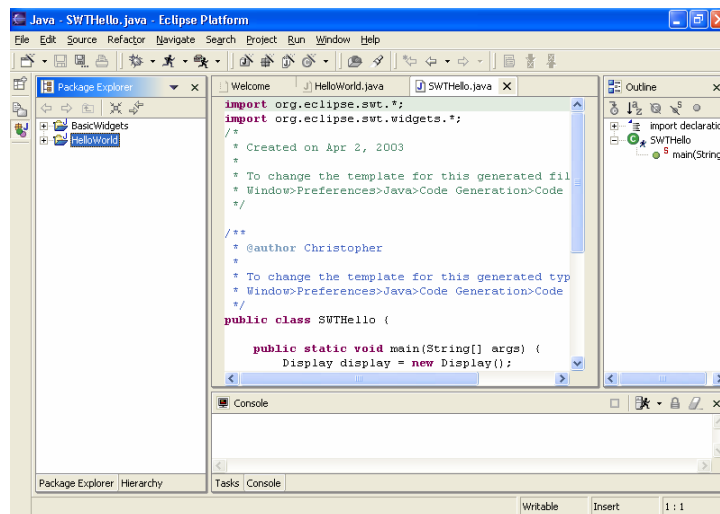 Java - SWTHello.java - Eclipse Platform
File Edit Source Refactor Navigate Search Project Run Window Help
Package Explorer
BasicWidgets
HelloWorld
Package Explorer Hierarchy
Welcome HelloWorld.java SWTHello.java
import org.eclipse.swt.*;
import org.eclipse.swt.widgets.*;
/*
* Created on Apr 2, 2003
*
* To change the template for this generated fil
* Window>Preferences>Java>Code Generation>Code
*/
/**
* @author Christopher
*
* To change the template for this generated typ
* Window>Preferences>Java>Code Generation>Code
*/
public class SWTHello {
public static void main(String[] args) {
Display display = new Display();
Outline
import declaratic
SWTHello
main(String
Console
Tasks Console
Writable Insert 1 : 1